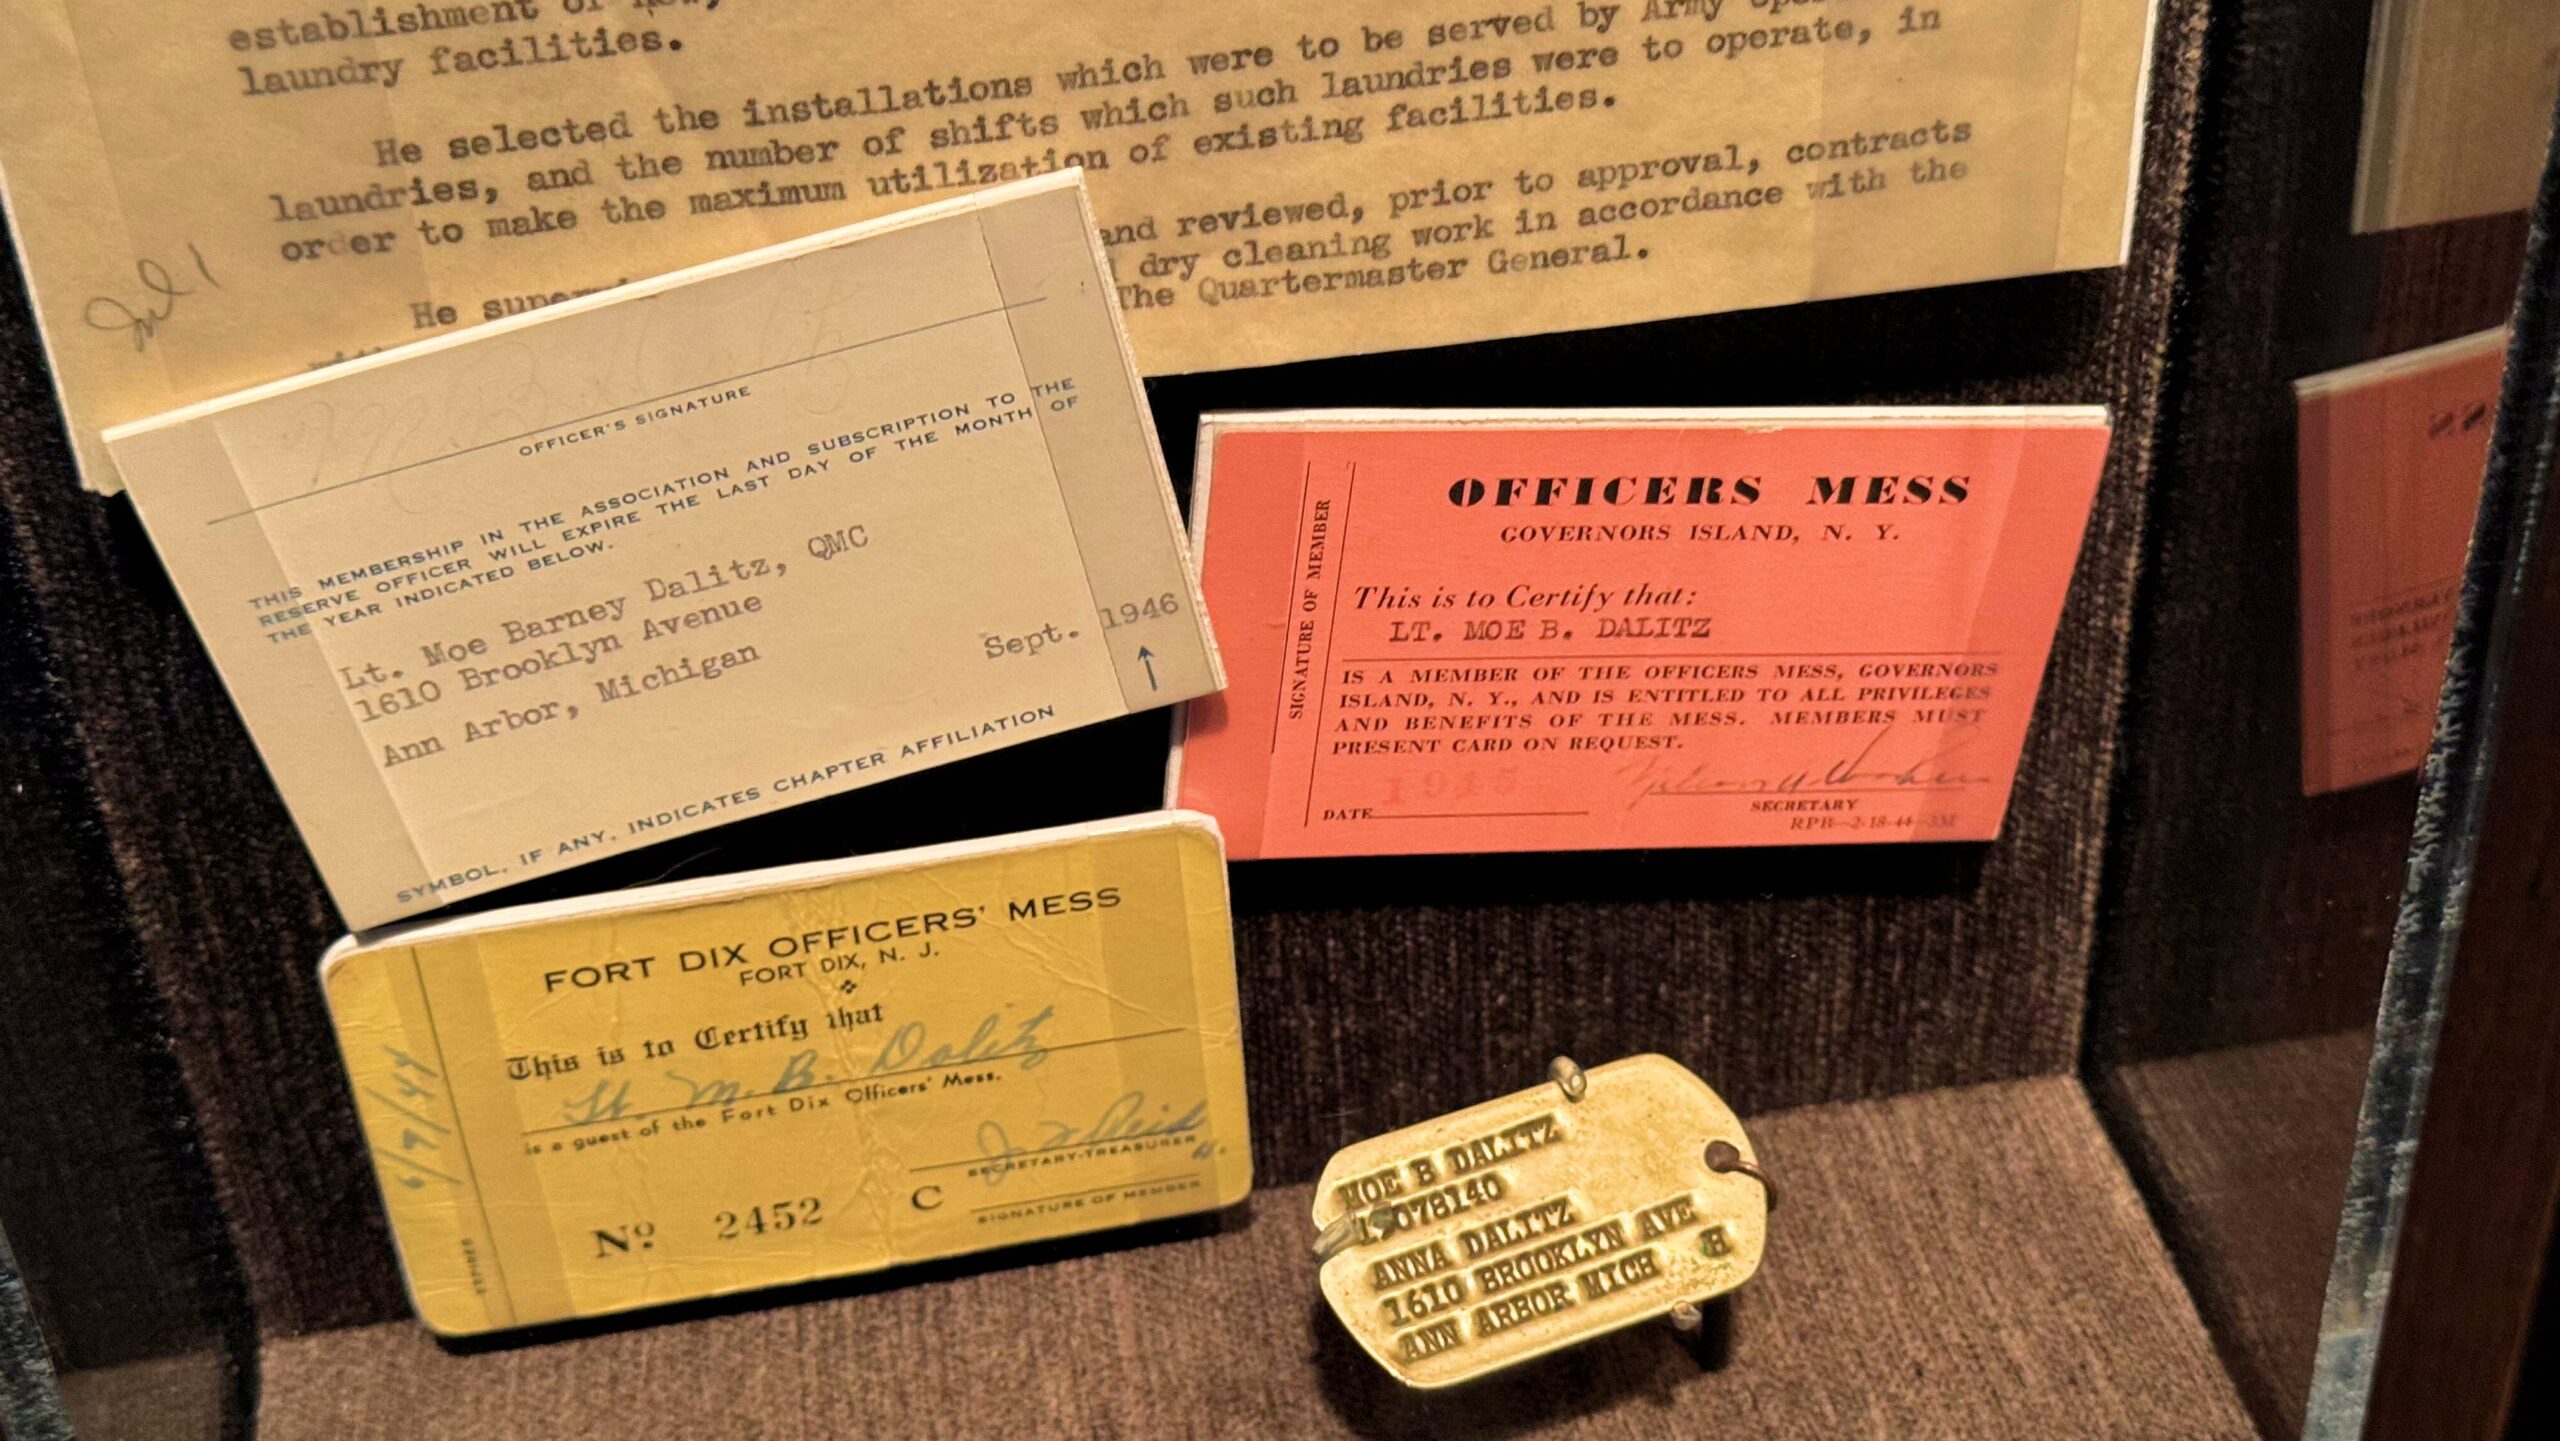 establishment of
laundry facilities.
He selected the installations which were to be served by Army
laundries, and the number of shifts which such laundries were to operate, in
order to make the maximum utilization of existing facilities.
He and reviewed, prior to approval, contracts
dry cleaning work in accordance with the
The Quartermaster General.
OFFICER'S SIGNATURE
THIS MEMBERSHIP IN THE ASSOCIATION AND SUBSCRIPTION TO THE
RESERVE OFFICER WILL EXPIRE THE LAST DAY OF THE MONTH OF
THE YEAR INDICATED BELOW.
Lt. Moe Barney Dalitz, QMC
1610 Brooklyn Avenue
Ann Arbor, Michigan
Sept. 1946
SYMBOL, IF ANY, INDICATES CHAPTER AFFILIATION
OFFICERS MESS
GOVERNORS ISLAND, N. Y.
SIGNATURE OF MEMBER
This is to Certify that:
LT. MOE B. DALITZ
IS A MEMBER OF THE OFFICERS MESS, GOVERNORS
ISLAND, N. Y., AND IS ENTITLED TO ALL PRIVILEGES
AND BENEFITS OF THE MESS. MEMBERS MUST
PRESENT CARD ON REQUEST.
DATE 1945
SECRETARY
RPB—2-18-44—3M
FORT DIX OFFICERS' MESS
FORT DIX, N. J.
This is to Certify that
Lt. M. B. Dalitz
is a guest of the Fort Dix Officers' Mess.
SECRETARY-TREASURER
No 2452 C
SIGNATURE OF MEMBER
6/7/44
MOE B DALITZ
ANNA DALITZ
1610 BROOKLYN AVE
ANN ARBOR MICH H